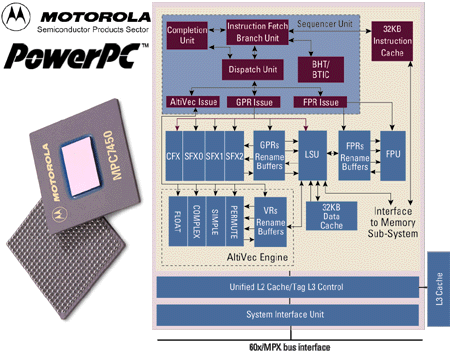 MOTOROLA
Semiconductor Products Sector
PowerPC™
MOTOROLA
MPC7450
Sequencer Unit
Completion
Unit
Instruction Fetch
Branch Unit
Dispatch Unit
BHT/
BTIC
32KB
Instruction
Cache
AltiVec Issue
GPR Issue
FPR Issue
CFX
SFX0
SFX1
SFX2
GPRs
Rename
Buffers
LSU
FPRs
Rename
Buffers
FPU
FLOAT
COMPLEX
SIMPLE
PERMUTE
VRs
Rename
Buffers
32KB
Data
Cache
Interface
to Memory
Sub-System
AltiVec Engine
Unified L2 Cache/Tag L3 Control
L3 Cache
System Interface Unit
60x/MPX bus interface